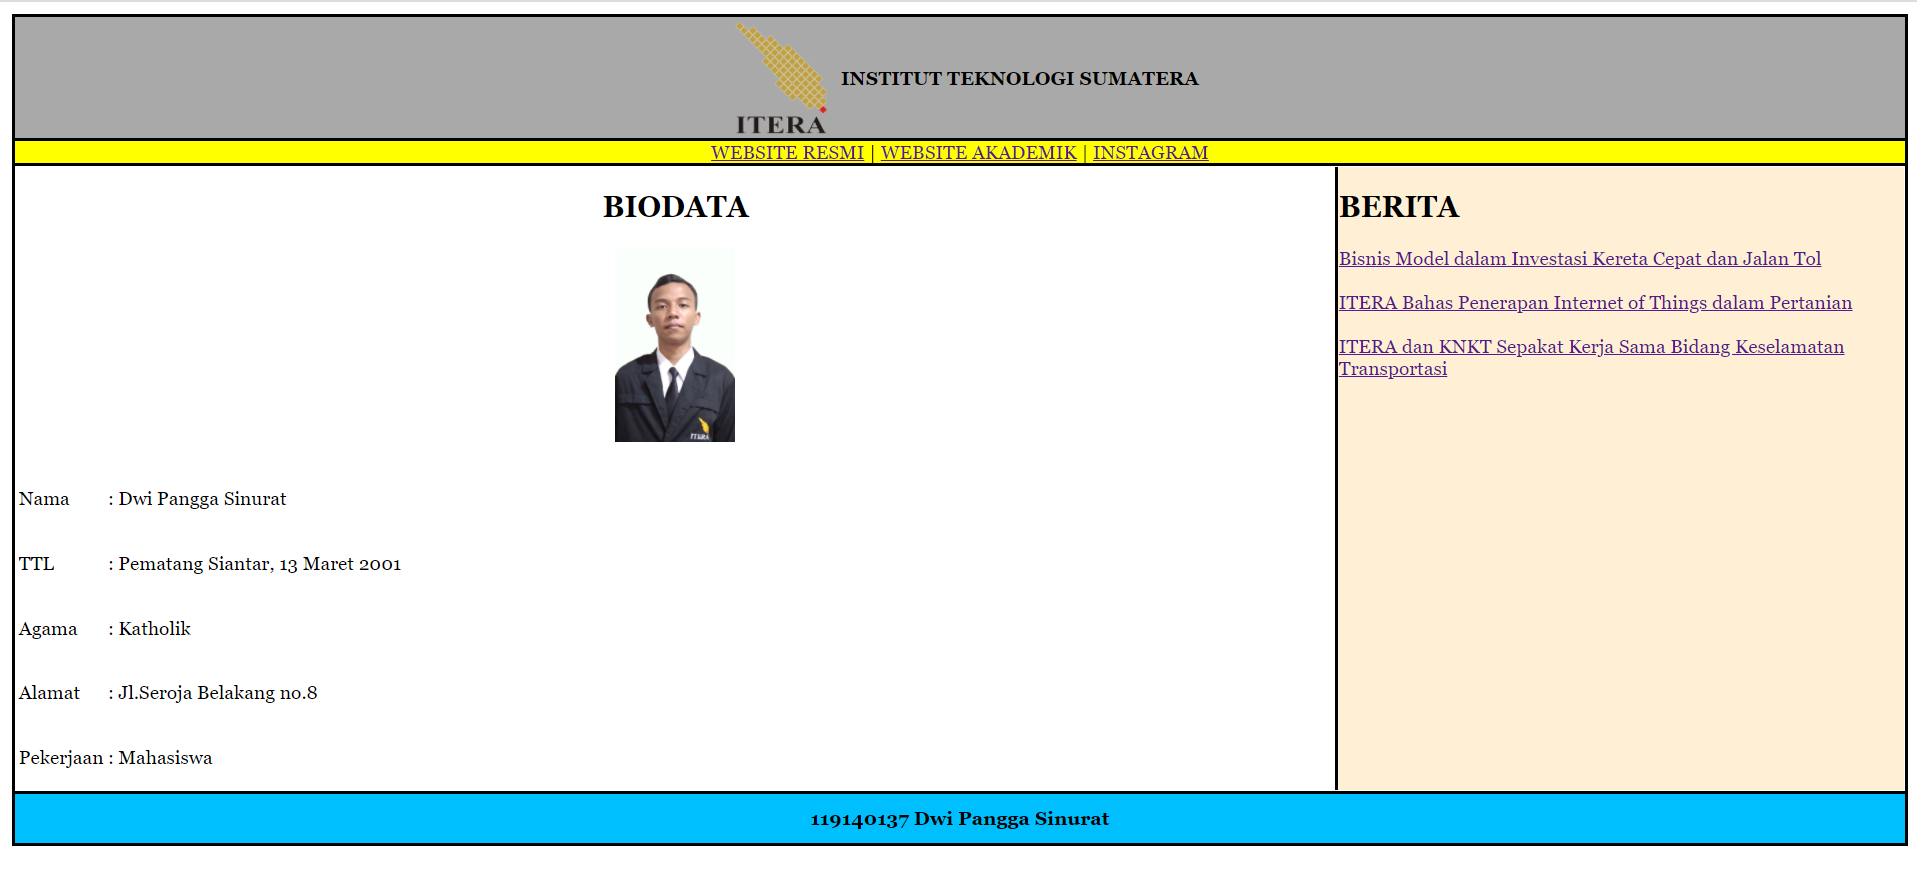 INSTITUT TEKNOLOGI SUMATERA
ITERA
WEBSITE RESMI | WEBSITE AKADEMIK | INSTAGRAM
BIODATA
ITERA
Nama : Dwi Pangga Sinurat
TTL : Pematang Siantar, 13 Maret 2001
Agama : Katholik
Alamat : Jl.Seroja Belakang no.8
Pekerjaan : Mahasiswa
BERITA
Bisnis Model dalam Investasi Kereta Cepat dan Jalan Tol
ITERA Bahas Penerapan Internet of Things dalam Pertanian
ITERA dan KNKT Sepakat Kerja Sama Bidang Keselamatan
Transportasi
119140137 Dwi Pangga Sinurat